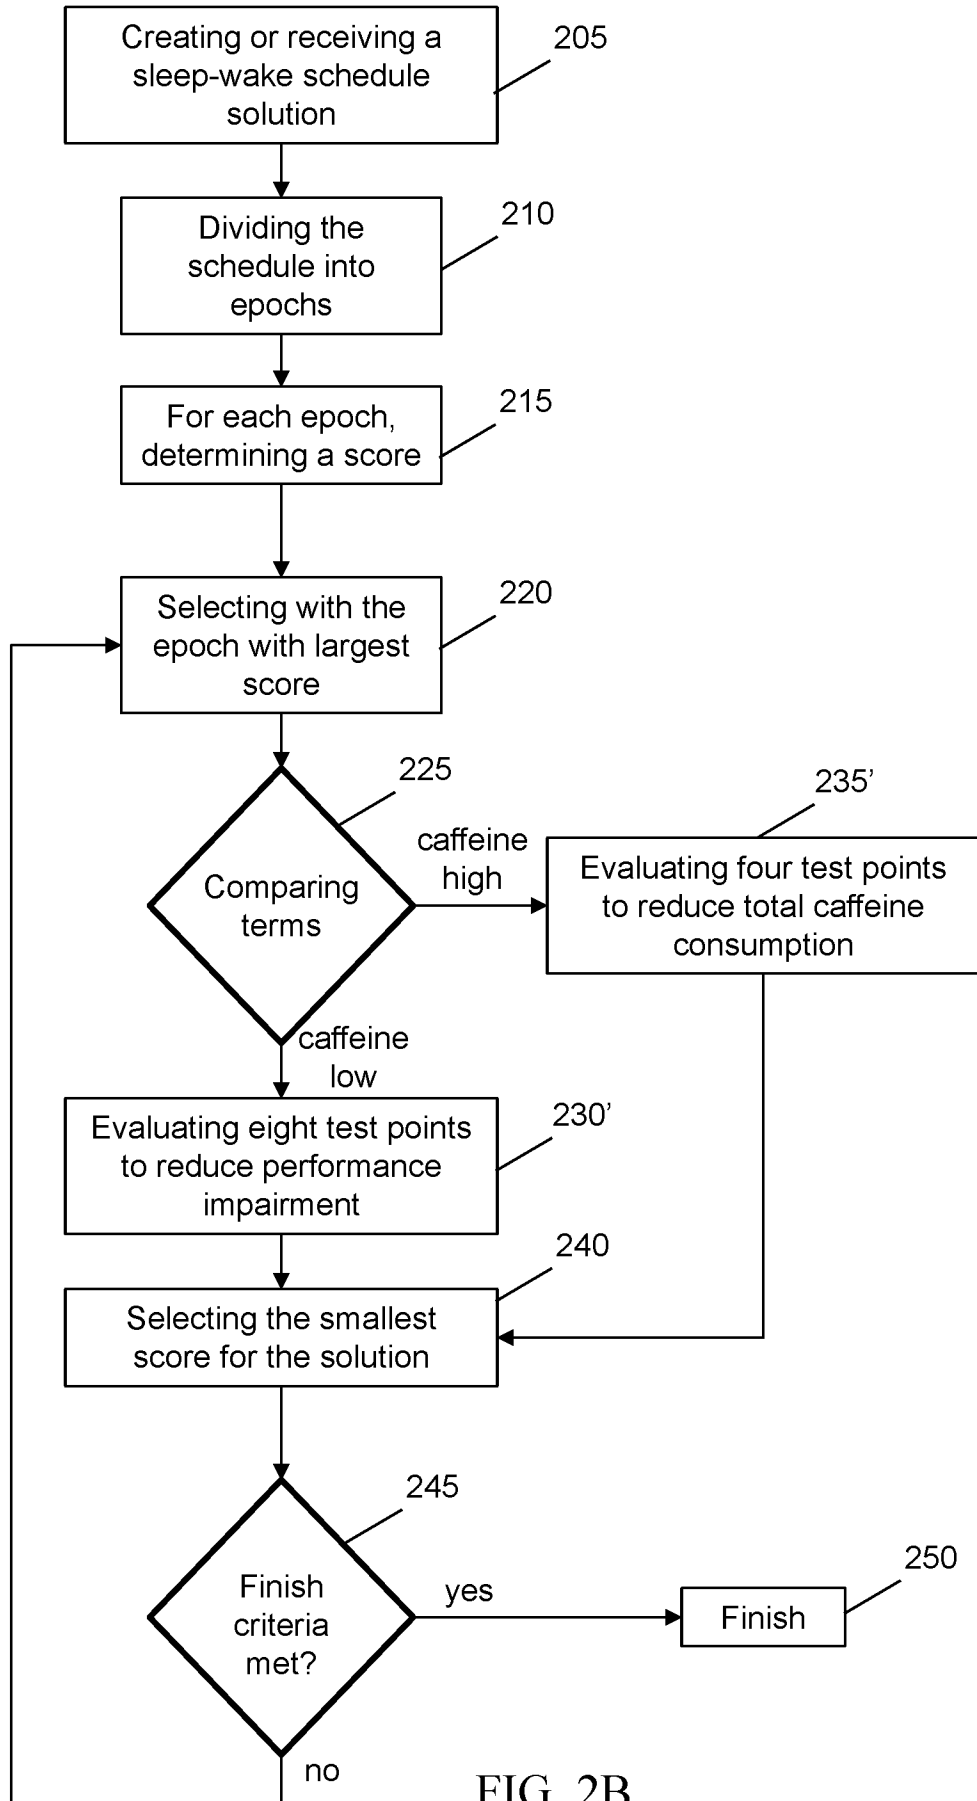 Creating or receiving a
sleep-wake schedule
solution
205
Dividing the
schedule into
epochs
210
For each epoch,
determining a score
215
Selecting with the
epoch with largest
score
220
Comparing
terms
225
caffeine
high
Evaluating four test points
to reduce total caffeine
consumption
235’
caffeine
low
Evaluating eight test points
to reduce performance
impairment
230’
Selecting the smallest
score for the solution
240
Finish
criteria
met?
245
yes
Finish
250
no
FIG. 2B